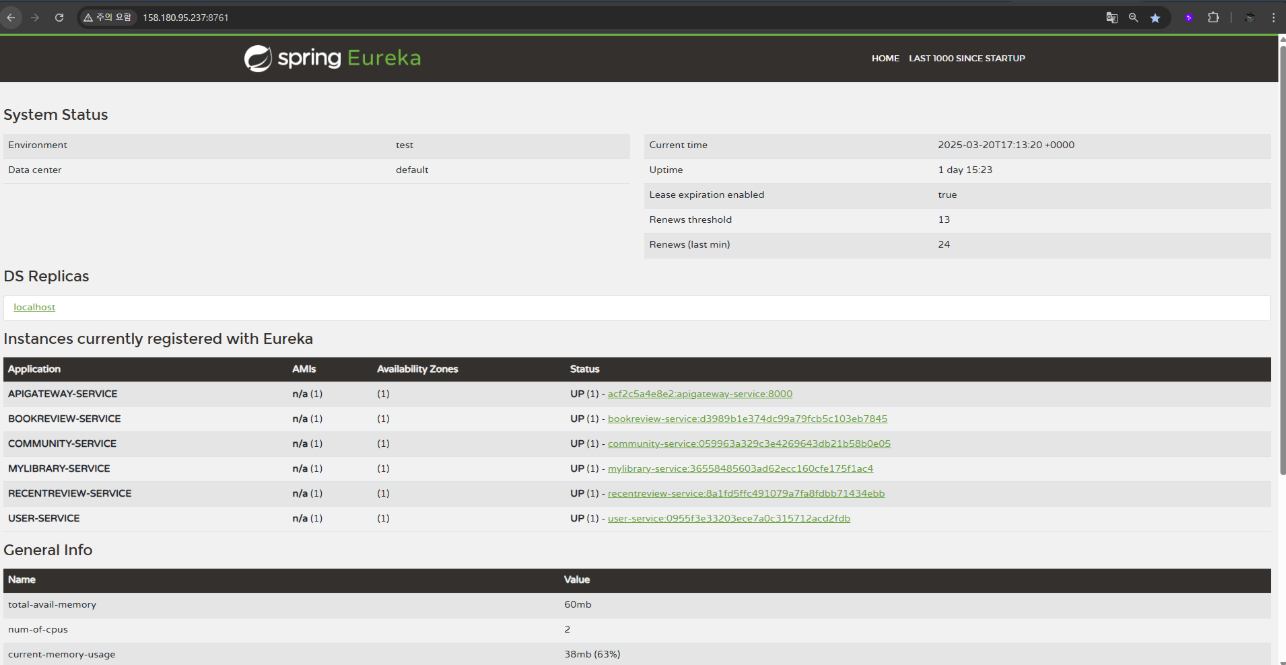 주의 요함 158.180.95.237:8761
spring Eureka
HOME LAST 1000 SINCE STARTUP
System Status
Environment test
Data center default
Current time 2025-03-20T17:13:20 +0000
Uptime 1 day 15:23
Lease expiration enabled true
Renews threshold 13
Renews (last min) 24
DS Replicas
localhost
Instances currently registered with Eureka
Application AMIs Availability Zones Status
APIGATEWAY-SERVICE n/a (1) (1) UP (1) - acf2c5a4e8e2:apigateway-service:8000
BOOKREVIEW-SERVICE n/a (1) (1) UP (1) - bookreview-service:d3989b1e374dc99a79fcb5c103eb7845
COMMUNITY-SERVICE n/a (1) (1) UP (1) - community-service:059963a329c3e4269643db21b58b0e05
MYLIBRARY-SERVICE n/a (1) (1) UP (1) - mylibrary-service:36558485603ad62ecc160cfe175f1ac4
RECENTREVIEW-SERVICE n/a (1) (1) UP (1) - recentreview-service:8a1fd5ffc491079a7fa8fdbb71434ebb
USER-SERVICE n/a (1) (1) UP (1) - user-service:0955f3e33203ece7a0c315712acd2fdb
General Info
Name Value
total-avail-memory 60mb
num-of-cpus 2
current-memory-usage 38mb (63%)